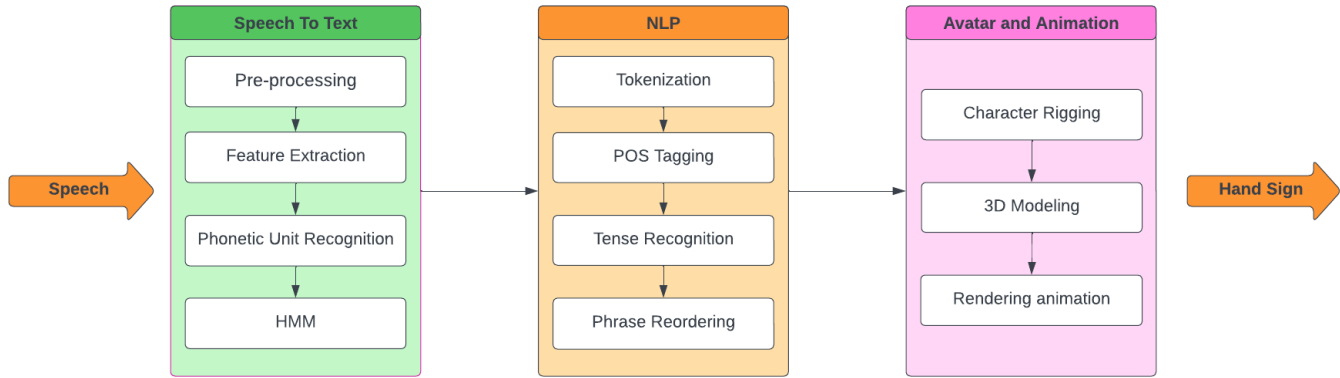 Speech
Speech To Text
Pre-processing
Feature Extraction
Phonetic Unit Recognition
HMM
NLP
Tokenization
POS Tagging
Tense Recognition
Phrase Reordering
Avatar and Animation
Character Rigging
3D Modeling
Rendering animation
Hand Sign